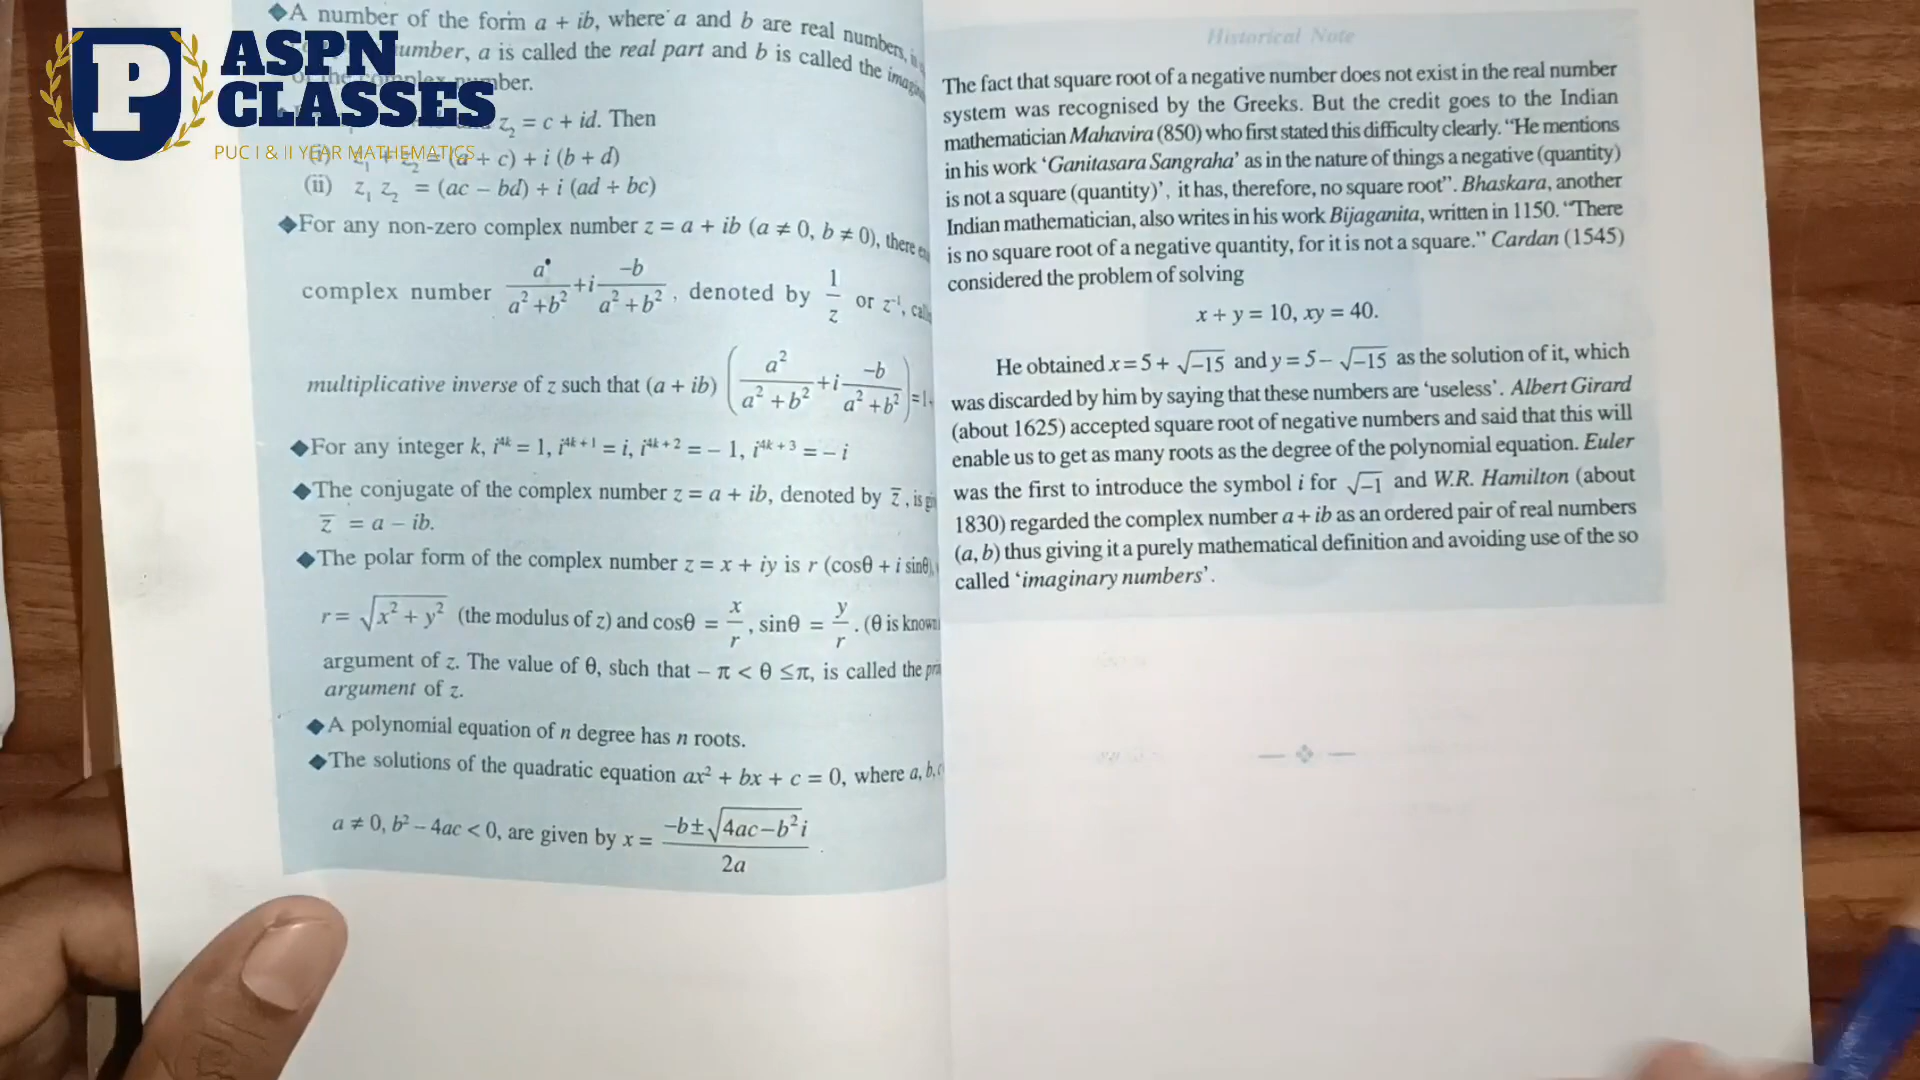 ASPN
CLASSES
PUC I & II YEAR MATHEMATICS
◆A number of the form a + ib, where a and b are real numbers,
number, a is called the real part and b is called the
of the complex number.
z₂ = c + id. Then
(i) z₁ + z₂ = (a + c) + i (b + d)
(ii) z₁ z₂ = (ac – bd) + i (ad + bc)
◆For any non-zero complex number z = a + ib (a ≠ 0, b ≠ 0), there
complex number a/(a²+b²) +i –b/(a²+b²), denoted by 1/z or z⁻¹,
multiplicative inverse of z such that (a + ib) (a²/(a²+b²) +i –b/(a²+b²)) =1
◆For any integer k, i⁴ᵏ = 1, i⁴ᵏ⁺¹ = i, i⁴ᵏ⁺² = – 1, i⁴ᵏ⁺³ = – i
◆The conjugate of the complex number z = a + ib, denoted by z̅, is
z̅ = a – ib.
◆The polar form of the complex number z = x + iy is r (cosθ + i sinθ),
r = √(x² + y²) (the modulus of z) and cosθ = x/r, sinθ = y/r. (θ is known
argument of z. The value of θ, such that – π < θ ≤π, is called the
argument of z.
◆A polynomial equation of n degree has n roots.
◆The solutions of the quadratic equation ax² + bx + c = 0, where a, b,
a ≠ 0, b² – 4ac < 0, are given by x = (–b±√(4ac–b²)i)/2a
Historical Note
The fact that square root of a negative number does not exist in the real number
system was recognised by the Greeks. But the credit goes to the Indian
mathematician Mahavira (850) who first stated this difficulty clearly. “He mentions
in his work ‘Ganitasara Sangraha’ as in the nature of things a negative (quantity)
is not a square (quantity)’, it has, therefore, no square root”. Bhaskara, another
Indian mathematician, also writes in his work Bijaganita, written in 1150. “There
is no square root of a negative quantity, for it is not a square.” Cardan (1545)
considered the problem of solving
x + y = 10, xy = 40.
He obtained x = 5 + √–15 and y = 5 – √–15 as the solution of it, which
was discarded by him by saying that these numbers are ‘useless’. Albert Girard
(about 1625) accepted square root of negative numbers and said that this will
enable us to get as many roots as the degree of the polynomial equation. Euler
was the first to introduce the symbol i for √–1 and W.R. Hamilton (about
1830) regarded the complex number a + ib as an ordered pair of real numbers
(a, b) thus giving it a purely mathematical definition and avoiding use of the so
called ‘imaginary numbers’.